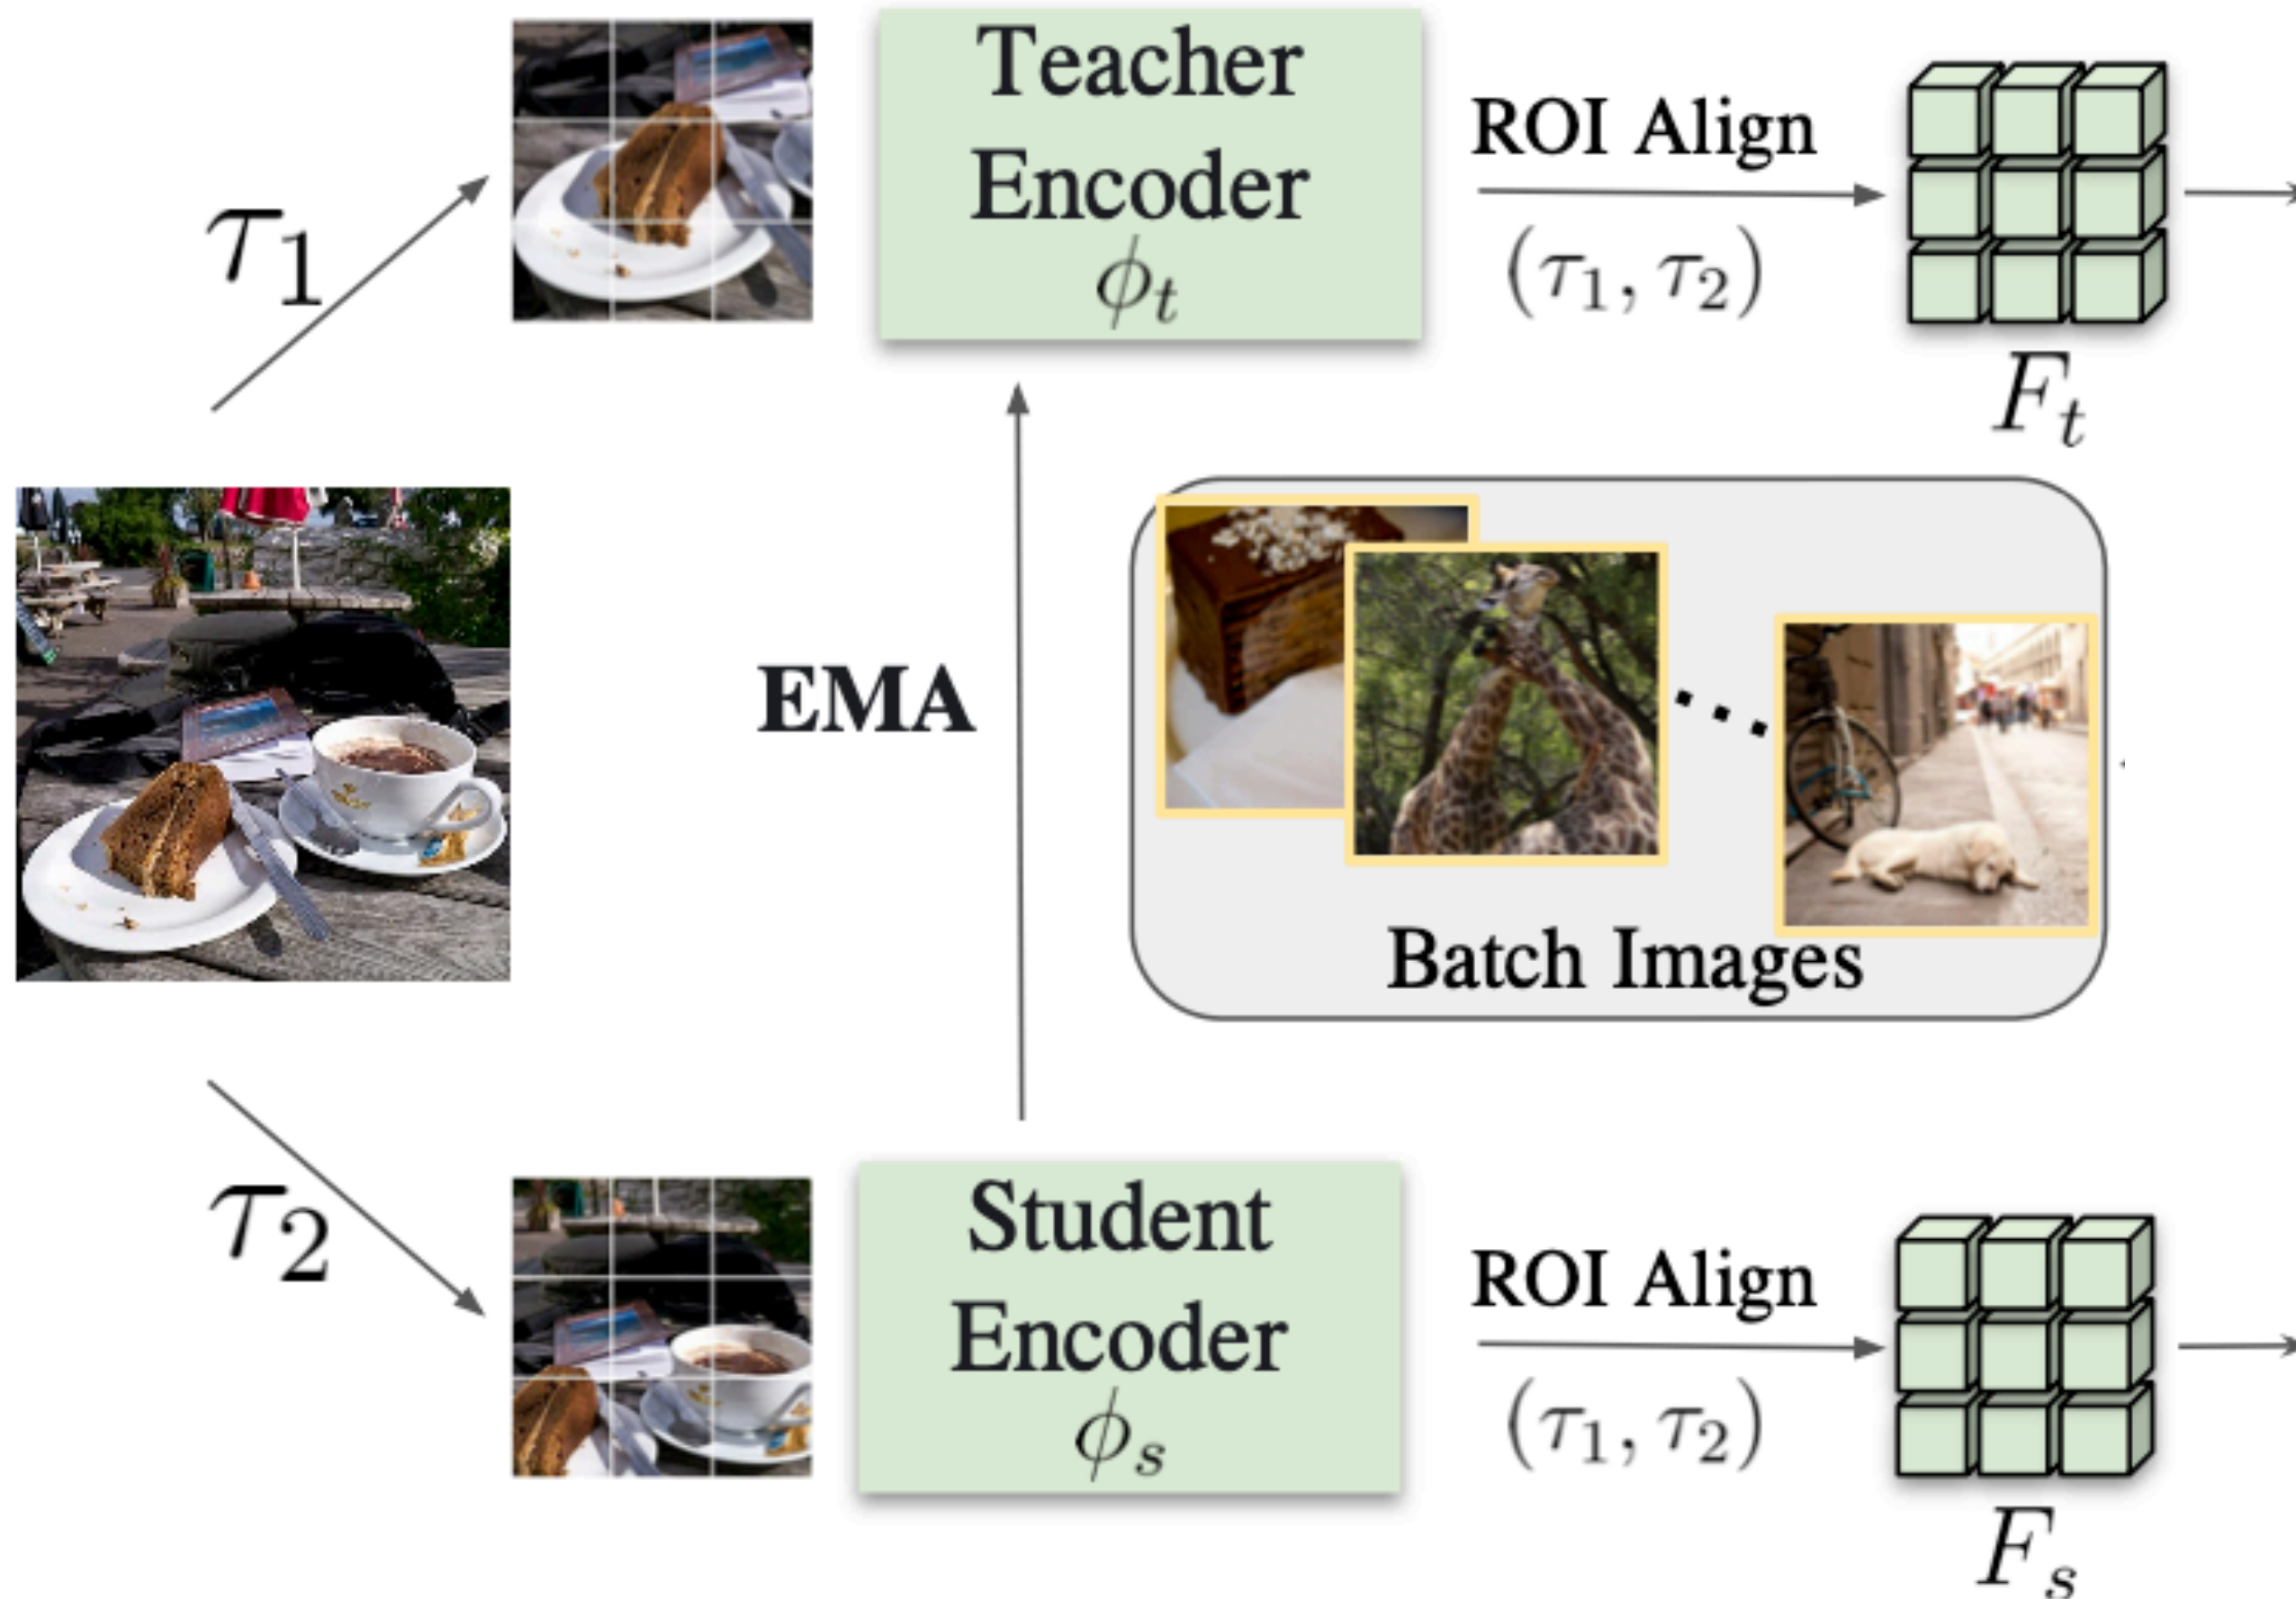 Teacher
Encoder
ϕt
ROI Align
(τ1, τ2)
Ft
τ1
EMA
Batch Images
τ2
Student
Encoder
ϕs
ROI Align
(τ1, τ2)
Fs